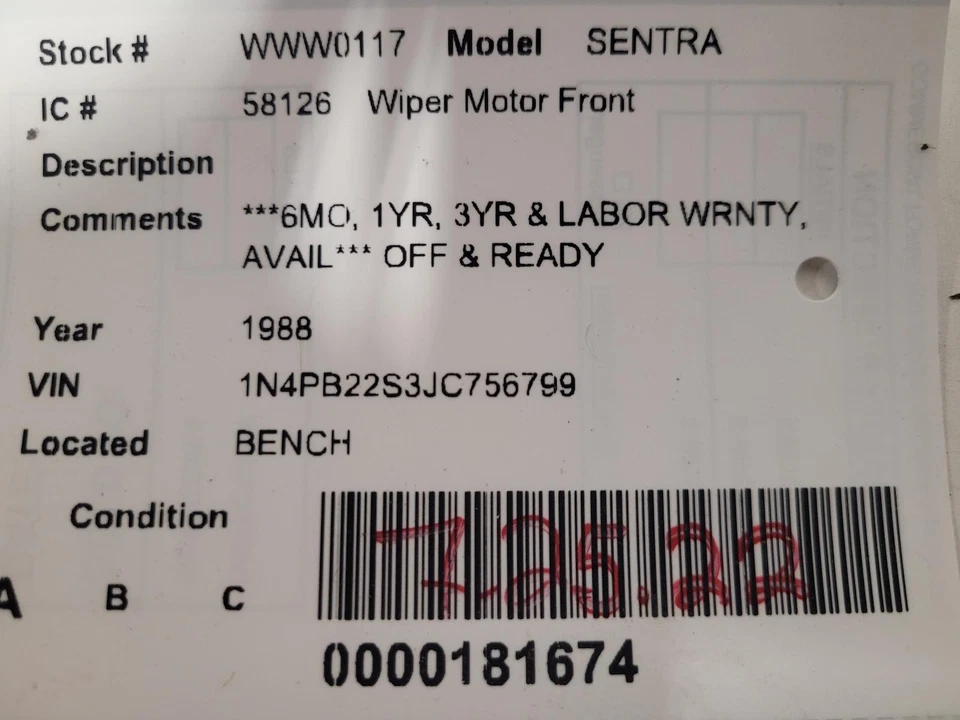 Stock # WWW0117 Model SENTRA
IC # 58126 Wiper Motor Front
Description
Comments ***6MO, 1YR, 3YR & LABOR WRNTY,
AVAIL*** OFF & READY
Year 1988
VIN 1N4PB22S3JC756799
Located BENCH
Condition
A B C
7.25.22
0000181674